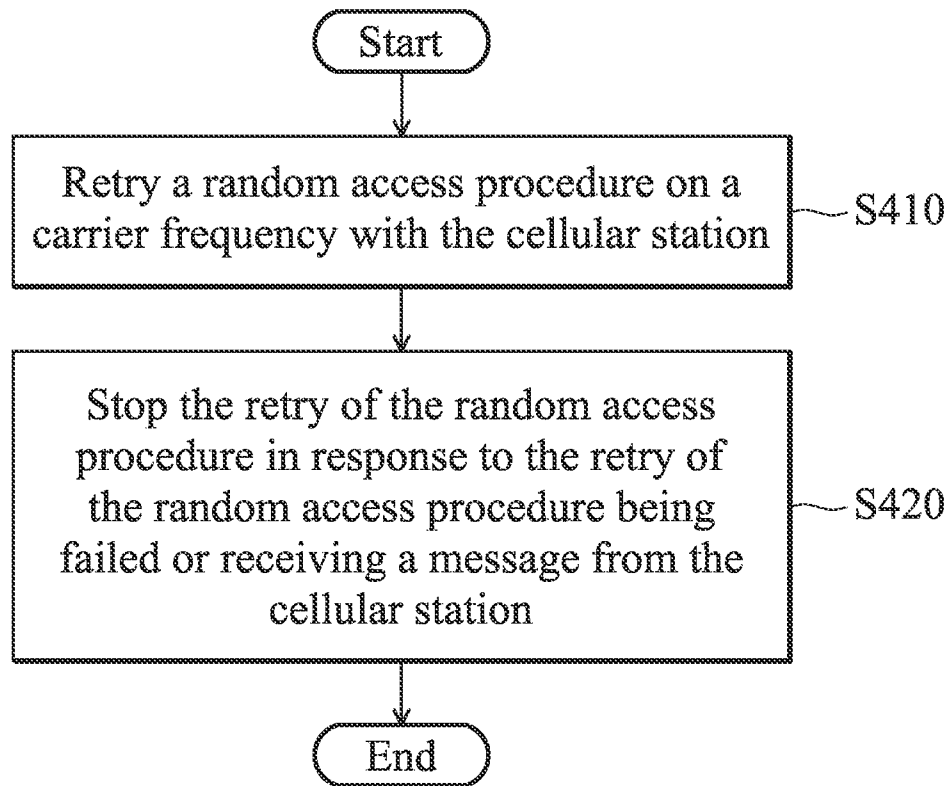 Start
Retry a random access procedure on a
carrier frequency with the cellular station
S410
Stop the retry of the random access
procedure in response to the retry of
the random access procedure being
failed or receiving a message from the
cellular station
S420
End